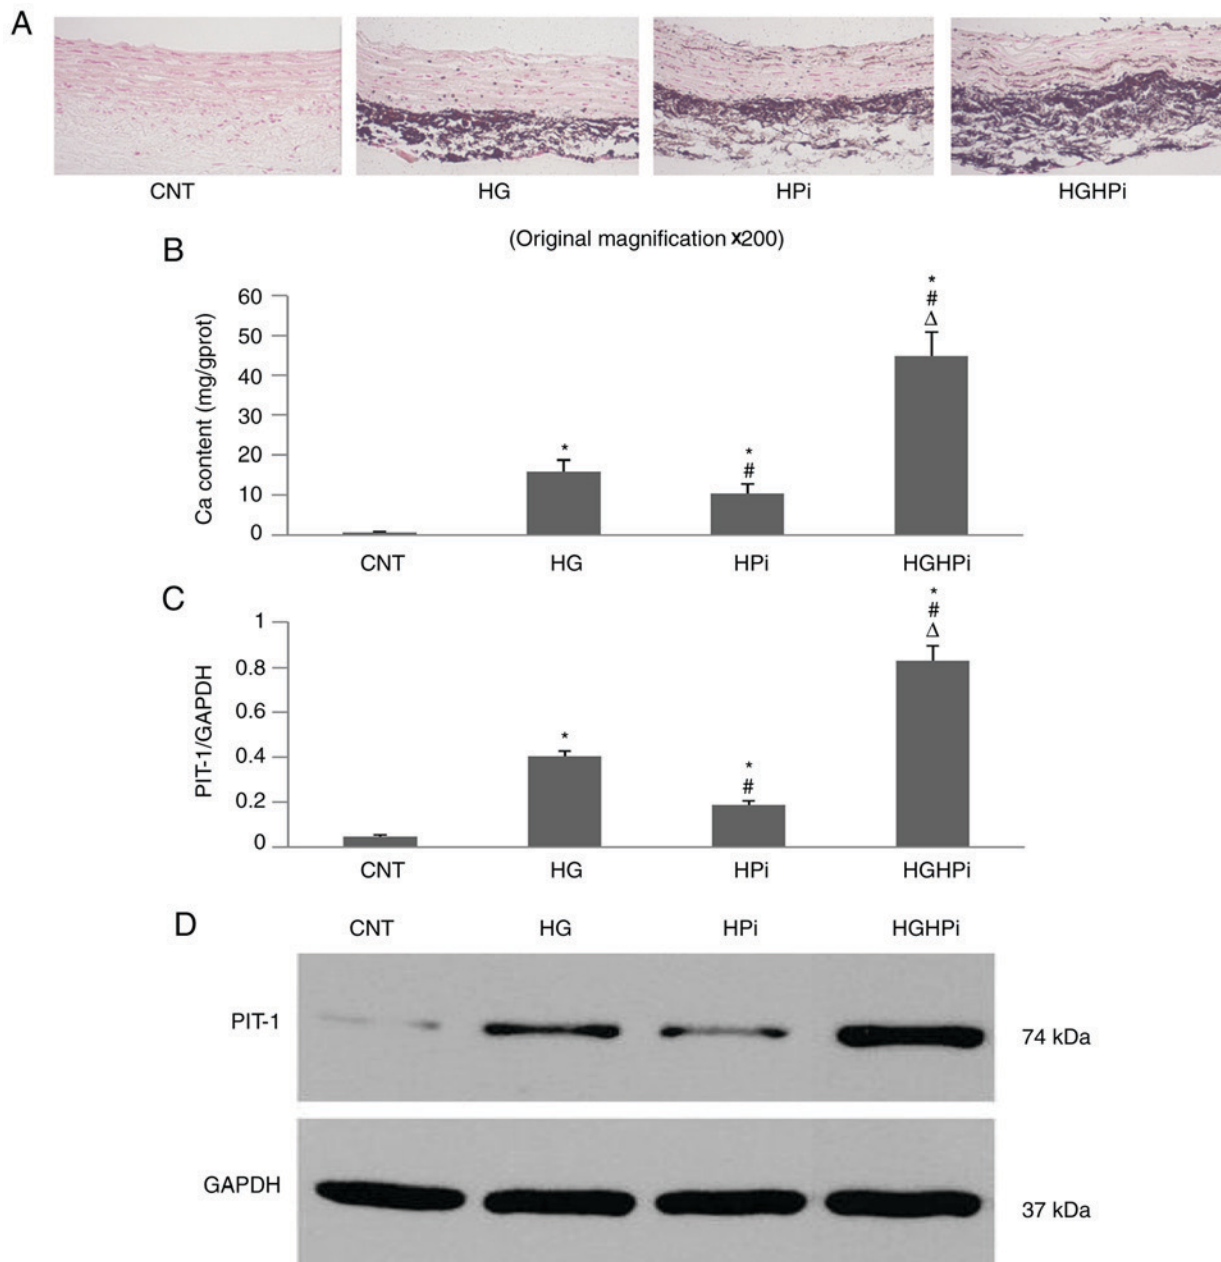 A
CNT HG HPi HGHPi
(Original magnification x200)
B
Ca content (mg/gprot)
60
50
40
30
20
10
0
*
*
#
*
#
Δ
CNT HG HPi HGHPi
C
PIT-1/GAPDH
1
0.8
0.6
0.4
0.2
0
*
*
#
*
#
Δ
CNT HG HPi HGHPi
D
CNT HG HPi HGHPi
PIT-1 74 kDa
GAPDH 37 kDa